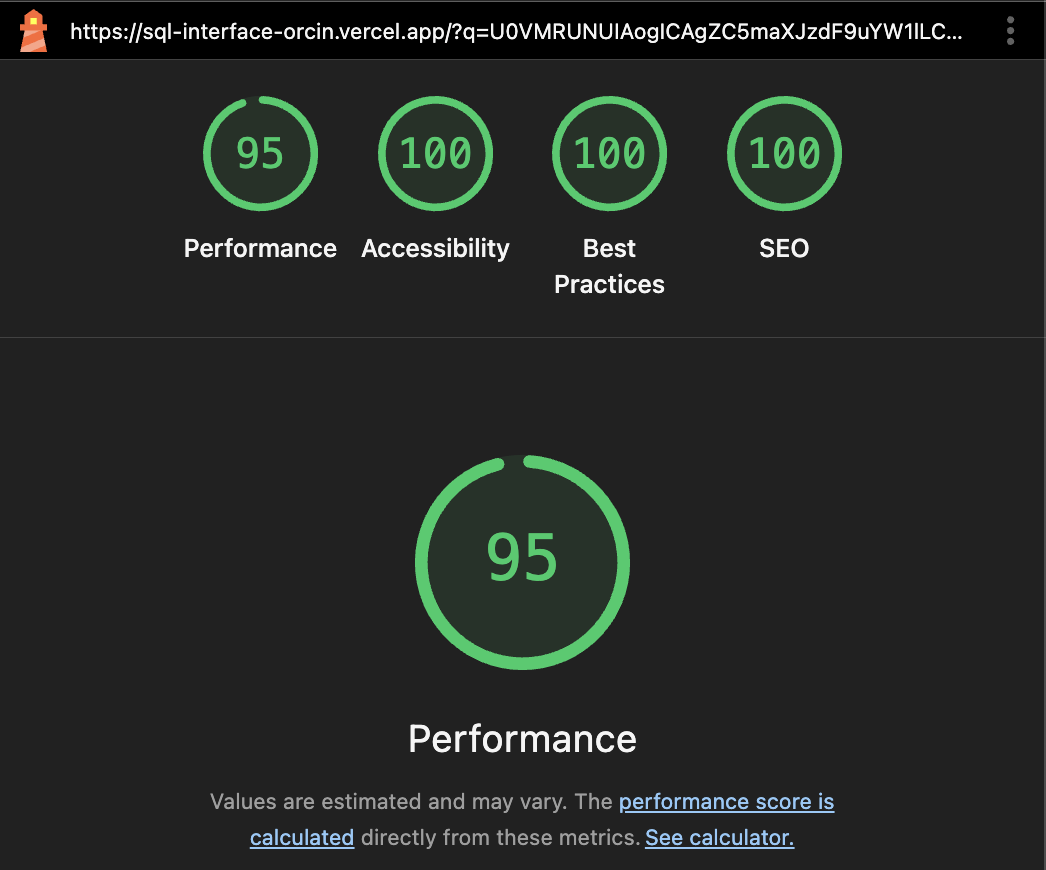 https://sql-interface-orcin.vercel.app/?q=U0VMRUNUIAogICAgZC5maXJzdF9uYW1lLC...
95 100 100 100
Performance Accessibility Best Practices SEO
95
Performance
Values are estimated and may vary. The performance score is
calculated directly from these metrics. See calculator.